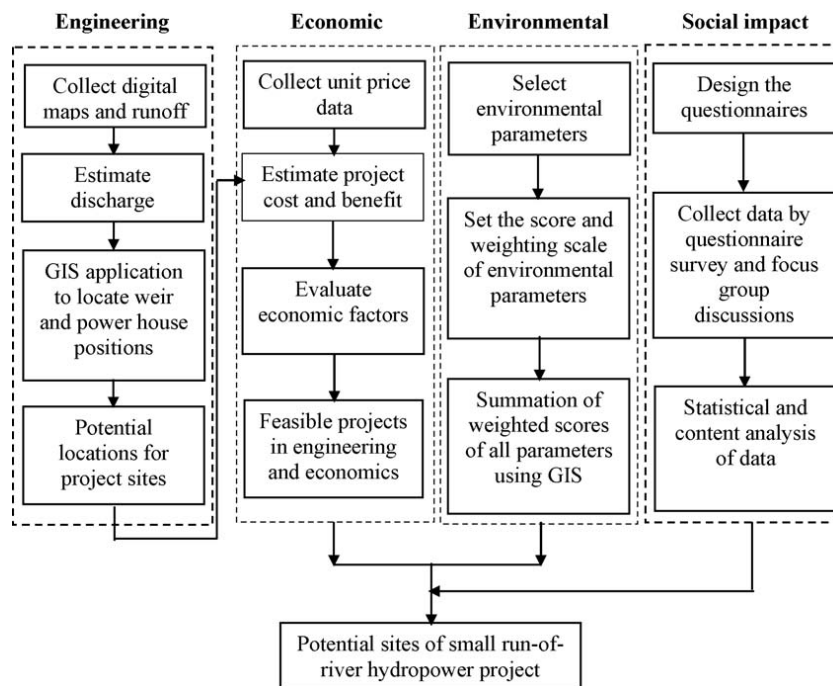 Engineering
Collect digital
maps and runoff
Estimate
discharge
GIS application
to locate weir
and power house
positions
Potential
locations for
project sites
Economic
Collect unit price
data
Estimate project
cost and benefit
Evaluate
economic factors
Feasible projects
in engineering
and economics
Environmental
Select
environmental
parameters
Set the score and
weighting scale
of environmental
parameters
Summation of
weighted scores
of all parameters
using GIS
Social impact
Design the
questionnaires
Collect data by
questionnaire
survey and focus
group
discussions
Statistical and
content analysis
of data
Potential sites of small run-of-
river hydropower project